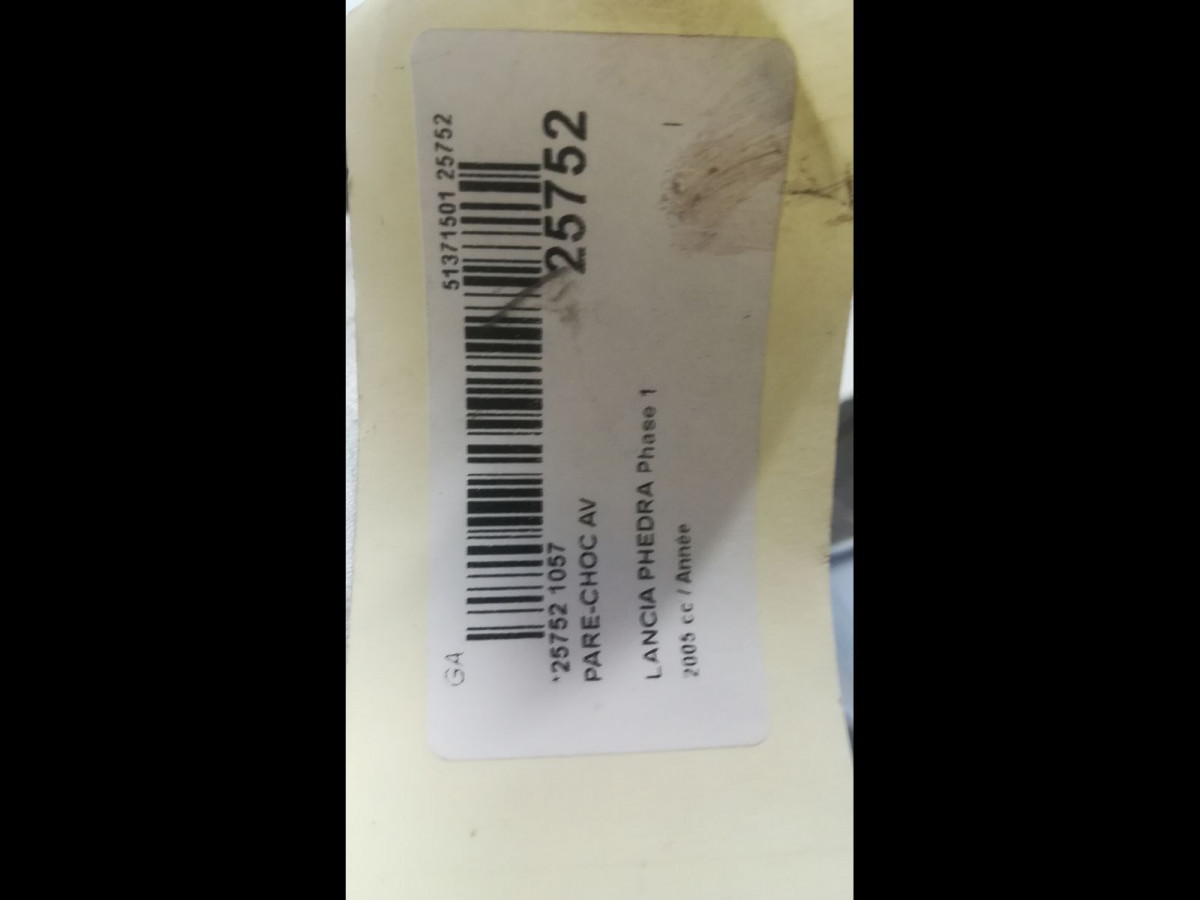 GA 51371501 25752
*25752 1057 25752
PARE-CHOC AV
LANCIA PHEDRA Phase 1
2005 cc / Année